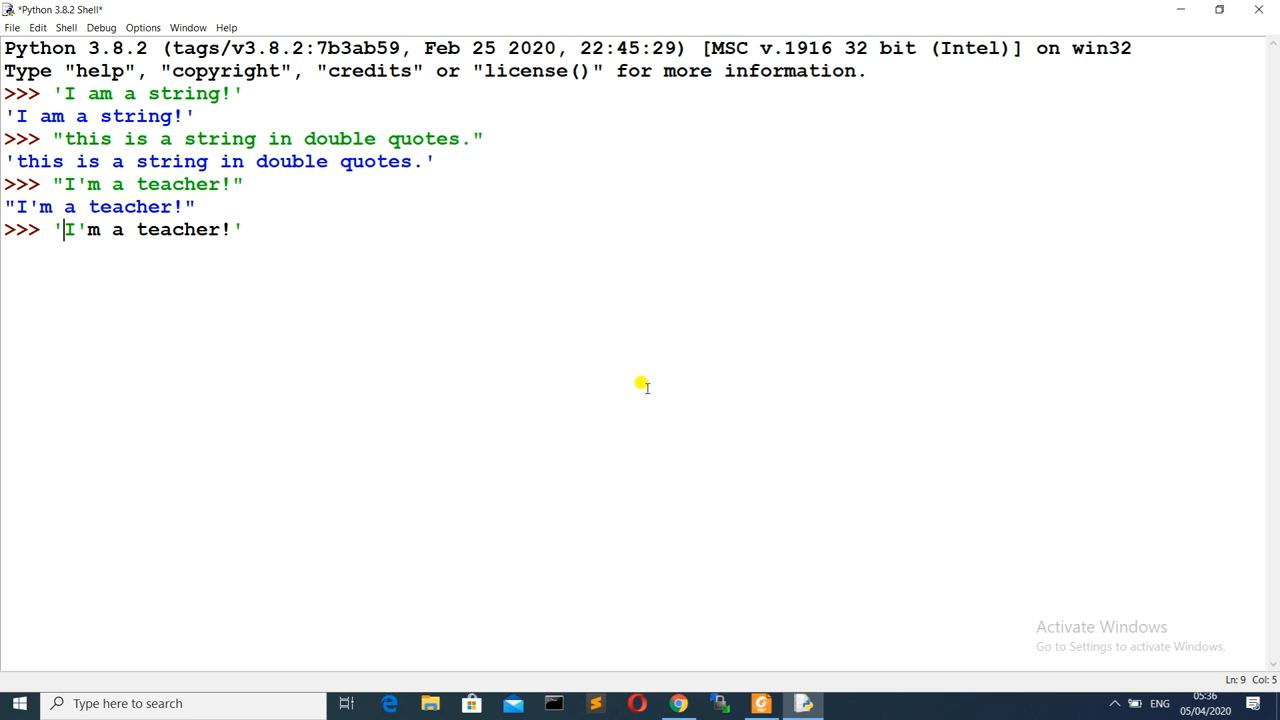 *Python 3.8.2 Shell*
File Edit Shell Debug Options Window Help
Python 3.8.2 (tags/v3.8.2:7b3ab59, Feb 25 2020, 22:45:29) [MSC v.1916 32 bit (Intel)] on win32
Type "help", "copyright", "credits" or "license()" for more information.
>>> 'I am a string!'
'I am a string!'
>>> "this is a string in double quotes."
'this is a string in double quotes.'
>>> "I'm a teacher!"
"I'm a teacher!"
>>> 'I'm a teacher!'
Activate Windows
Go to Settings to activate Windows.
Ln: 9 Col: 5
Type here to search
ENG
05:36
05/04/2020